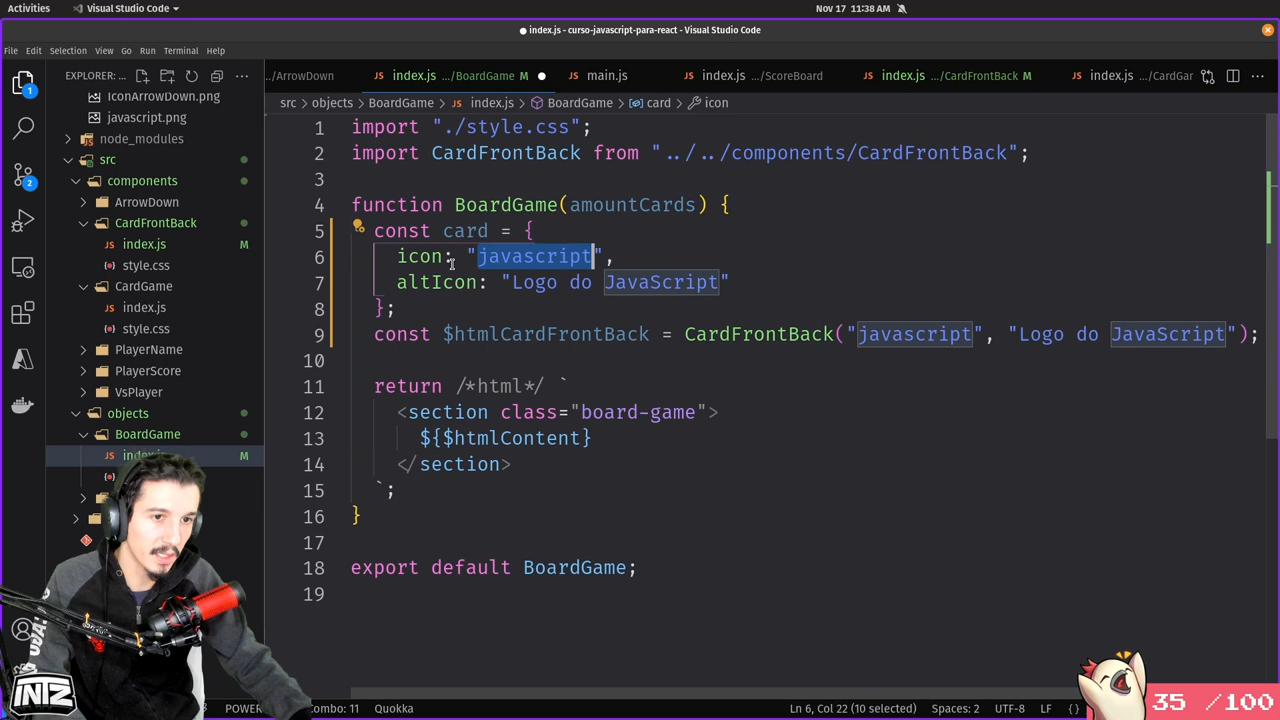 Activities
Visual Studio Code
Nov 17 11:38 AM
index.js - curso-javascript-para-react - Visual Studio Code
File Edit Selection View Go Run Terminal Help
EXPLORER: ...
.../ArrowDown
index.js .../BoardGame M
main.js
index.js .../ScoreBoard
index.js .../CardFrontBack M
index.js .../CardGar
src > objects > BoardGame > index.js > BoardGame > card > icon
IconArrowDown.png
javascript.png
node_modules
src
components
ArrowDown
CardFrontBack
index.js M
style.css
CardGame
index.js
style.css
PlayerName
PlayerScore
VsPlayer
objects
BoardGame
index.js M
1 import "./style.css";
2 import CardFrontBack from "../../components/CardFrontBack";
3
4 function BoardGame(amountCards) {
5 const card = {
6 icon: "javascript",
7 altIcon: "Logo do JavaScript"
8 };
9 const $htmlCardFrontBack = CardFrontBack("javascript", "Logo do JavaScript");
10
11 return /*html*/ `
12 <section class="board-game">
13 ${$htmlContent}
14 </section>
15 `;
16 }
17
18 export default BoardGame;
19
1
2
INTZ
POWER
ombo: 11
Quokka
Ln 6, Col 22 (10 selected)
Spaces: 2
UTF-8
LF
{}
35 /100